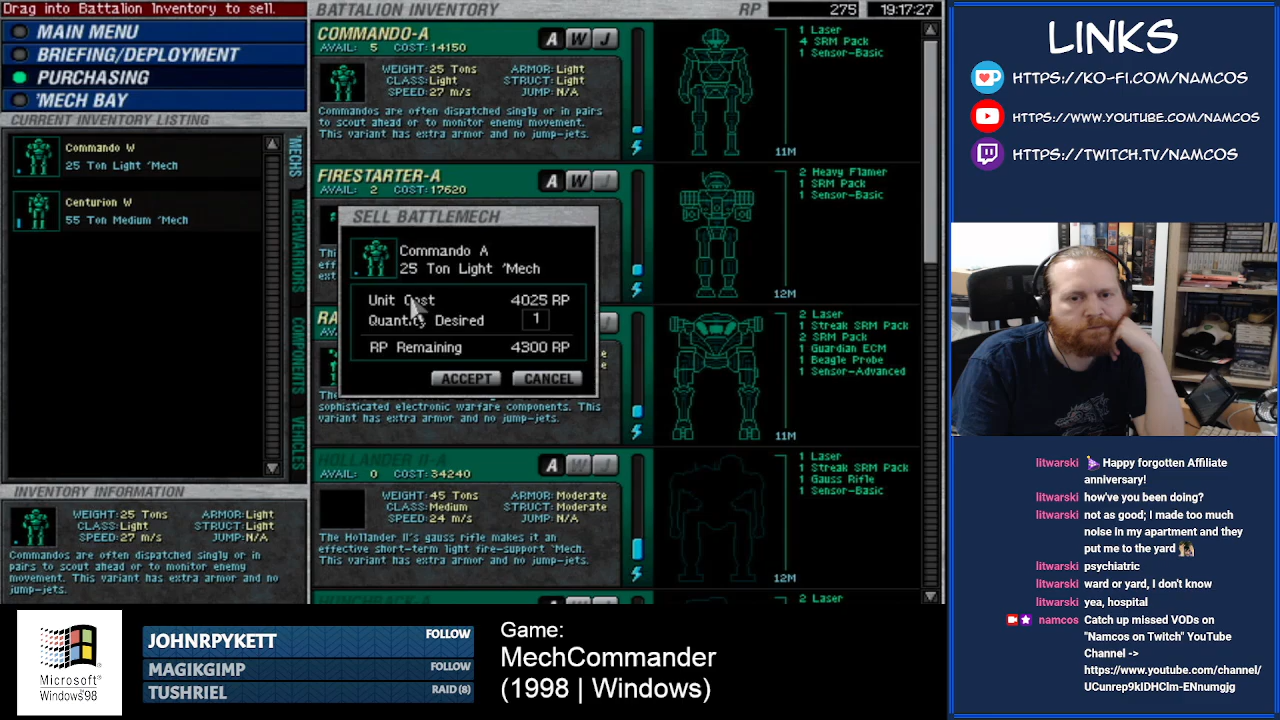 Drag into Battalion Inventory to sell.
MAIN MENU
BRIEFING/DEPLOYMENT
PURCHASING
'MECH BAY
CURRENT INVENTORY LISTING
Commando W
25 Ton Light 'Mech
Centurion W
55 Ton Medium 'Mech
'MECHS
MECHWARRIORS
COMPONENTS
VEHICLES
INVENTORY INFORMATION
WEIGHT: 25 Tons ARMOR: Light
CLASS: Light STRUCT: Light
SPEED: 27 m/s JUMP: N/A
Commandos are often dispatched singly or in
pairs to scout ahead or to monitor enemy
movement. This variant has extra armor and no
jump-jets.
BATTALION INVENTORY RP 275 19:17:27
COMMANDO-A
AVAIL: 5 COST: 14150
A W J
WEIGHT: 25 Tons ARMOR: Light
CLASS: Light STRUCT: Light
SPEED: 27 m/s JUMP: N/A
Commandos are often dispatched singly or in pairs
to scout ahead or to monitor enemy movement.
This variant has extra armor and no jump-jets.
1 Laser
4 SRM Pack
1 Sensor-Basic
11M
FIRESTARTER-A
AVAIL: 2 COST: 17620
A W J
2 Heavy Flamer
1 SRM Pack
1 Sensor-Basic
12M
SELL BATTLEMECH
Commando A
25 Ton Light 'Mech
Unit Cost 4025 RP
Quantity Desired 1
RP Remaining 4300 RP
ACCEPT CANCEL
2 Laser
1 Streak SRM Pack
2 SRM Pack
1 Guardian ECM
1 Beagle Probe
1 Sensor-Advanced
sophisticated electronic warfare components. This
variant has extra armor and no jump-jets.
11M
HOLLANDER II-A
AVAIL: 0 COST: 34240
A W J
WEIGHT: 45 Tons ARMOR: Moderate
CLASS: Medium STRUCT: Moderate
SPEED: 24 m/s JUMP: N/A
The Hollander II's gauss rifle makes it an
effective short-term light fire-support 'Mech.
This variant has extra armor and no jump-jets.
1 Laser
1 Streak SRM Pack
1 Gauss Rifle
1 Sensor-Basic
12M
HUNCHBACK-A
2 Laser
LINKS
HTTPS://KO-FI.COM/NAMCOS
HTTPS://WWW.YOUTUBE.COM/NAMCOS
HTTPS://TWITCH.TV/NAMCOS
litwarski Happy forgotten Affiliate
anniversary!
litwarski how've you been doing?
litwarski not as good; I made too much
noise in my apartment and they
put me to the yard
litwarski psychiatric
litwarski ward or yard, I don't know
litwarski yea, hospital
namcos Catch up missed VODs on
"Namcos on Twitch" YouTube
Channel ->
https://www.youtube.com/channel/
UCunrep9kIDHClm-ENnumgjg
Microsoft
Windows 98
JOHNRPYKETT FOLLOW
MAGIKGIMP FOLLOW
TUSHRIEL RAID (8)
Game:
MechCommander
(1998 | Windows)